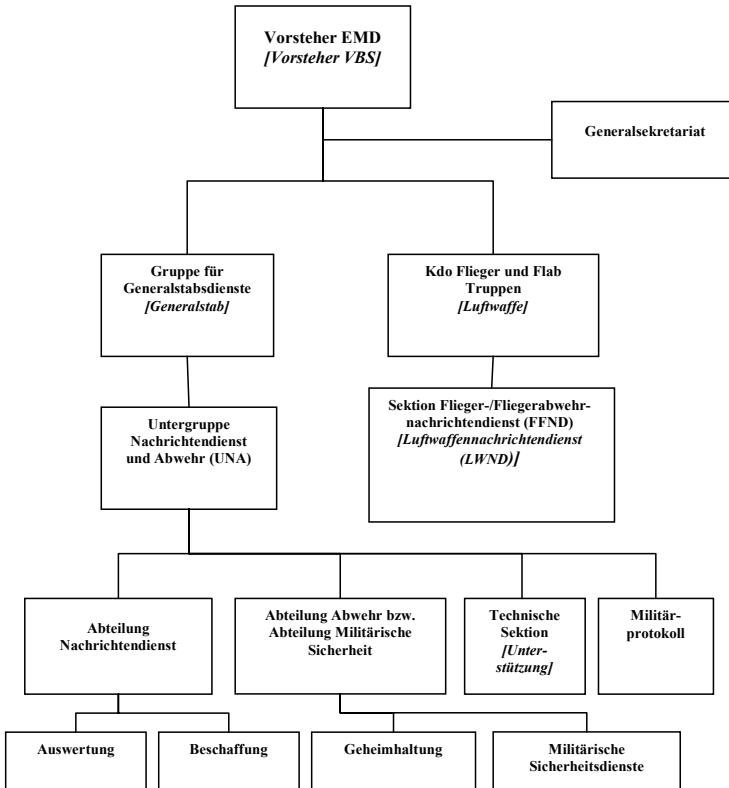 Vorsteher EMD
[Vorsteher VBS]
Generalsekretariat
Gruppe für
Generalstabsdienste
[Generalstab]
Kdo Flieger und Flab
Truppen
[Luftwaffe]
Untergruppe
Nachrichtendienst
und Abwehr (UNA)
Sektion Flieger-/Fliegerabwehr-
nachrichtendienst (FFND)
[Luftwaffennachrichtendienst
(LWND)]
Abteilung
Nachrichtendienst
Abteilung Abwehr bzw.
Abteilung Militärische
Sicherheit
Technische
Sektion
[Unter-
stützung]
Militär-
protokoll
Auswertung
Beschaffung
Geheimhaltung
Militärische
Sicherheitsdienste